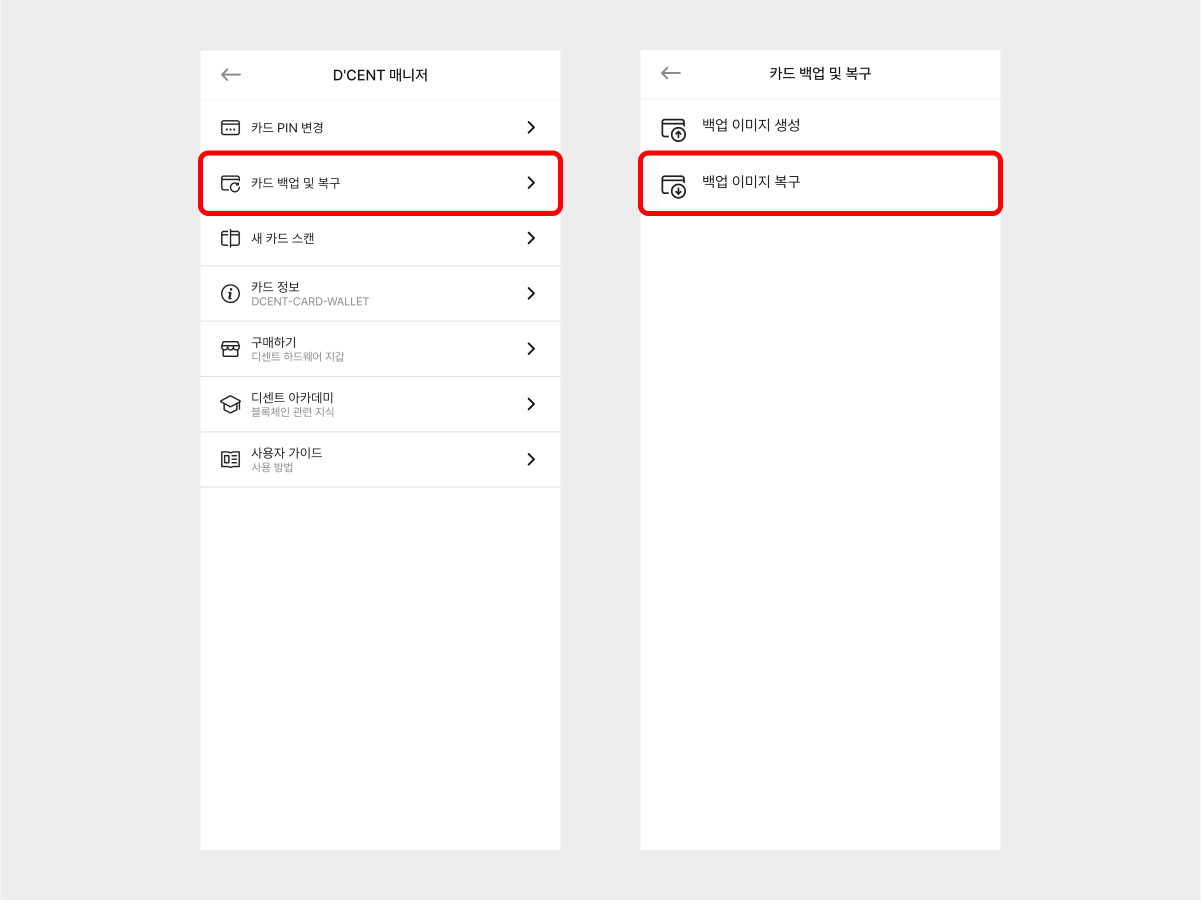 D'CENT 매니저
카드 PIN 변경
카드 백업 및 복구
새 카드 스캔
카드 정보
DCENT-CARD-WALLET
구매하기
디센트 하드웨어 지갑
디센트 아카데미
블록체인 관련 지식
사용자 가이드
사용 방법
카드 백업 및 복구
백업 이미지 생성
백업 이미지 복구